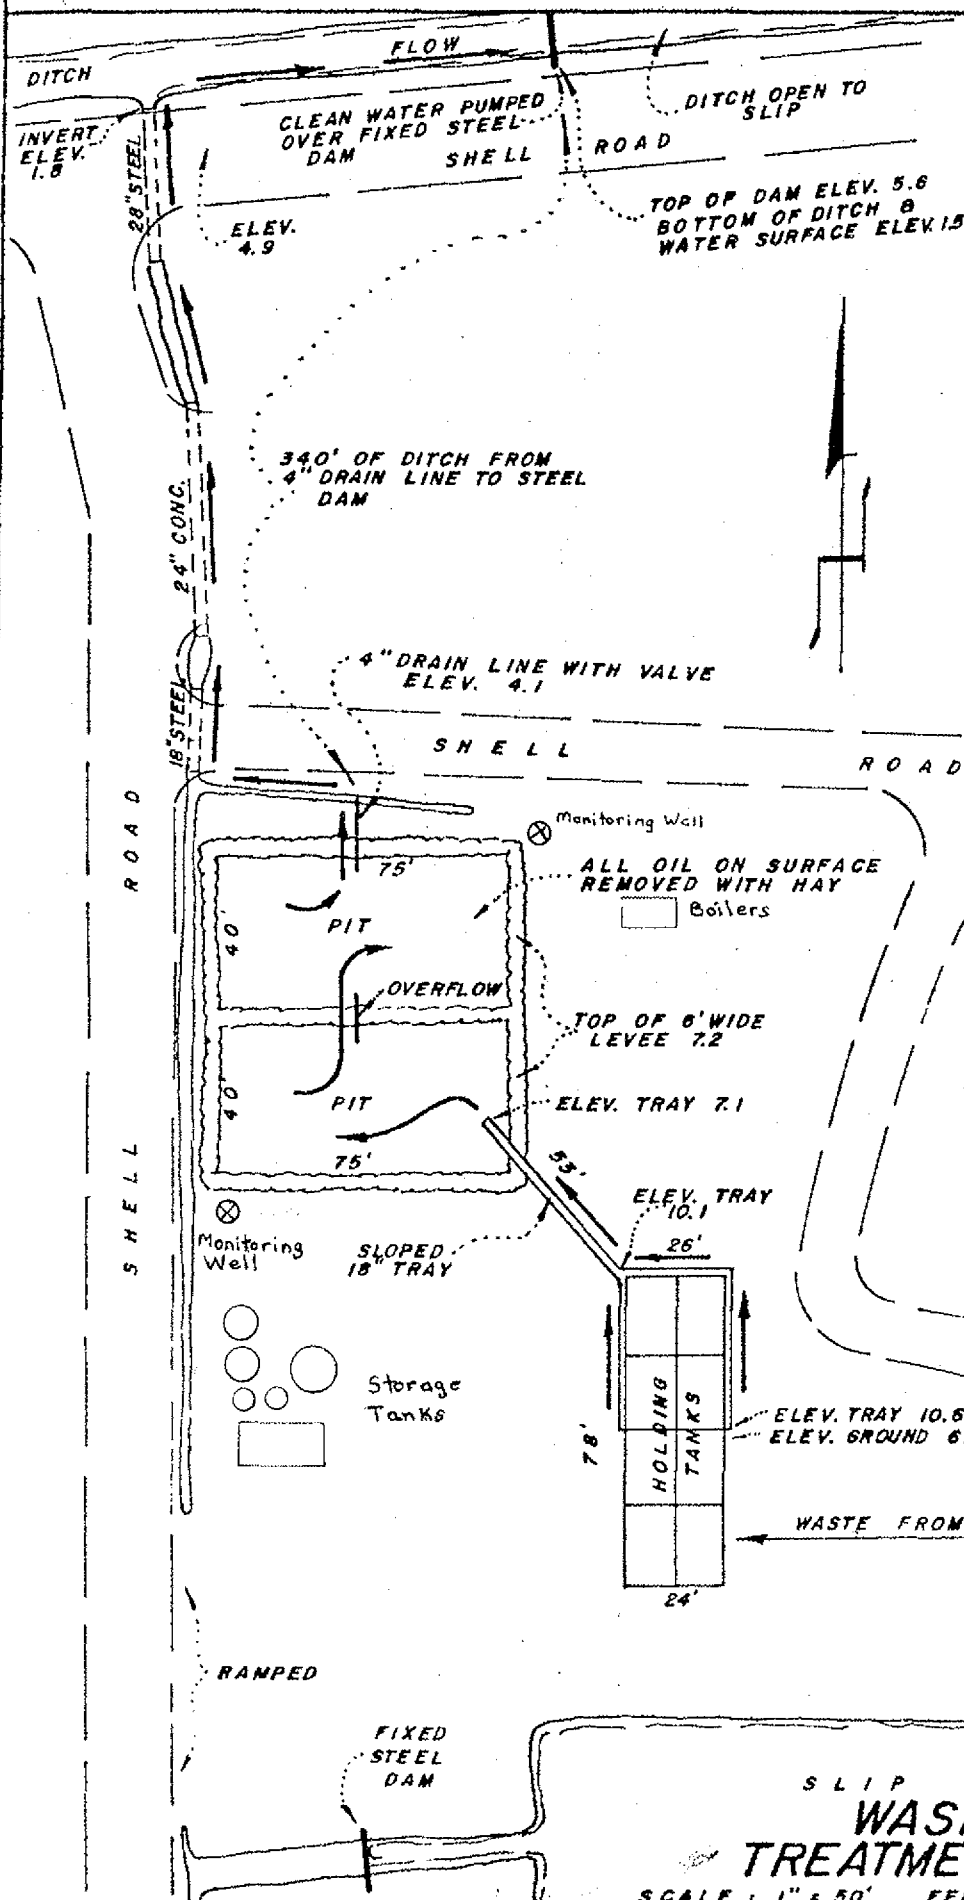 DITCH
FLOW
INVERT
ELEV.
1.8
28" STEEL
CLEAN WATER PUMPED
OVER FIXED STEEL
DAM
DITCH OPEN TO
SLIP
SHELL ROAD
ELEV.
4.9
TOP OF DAM ELEV. 5.6
BOTTOM OF DITCH &
WATER SURFACE ELEV. 1.5
340' OF DITCH FROM
4" DRAIN LINE TO STEEL
DAM
24" CONC.
4" DRAIN LINE WITH VALVE
ELEV. 4.1
18" STEEL
SHELL ROAD
Monitoring Well
75'
ALL OIL ON SURFACE
REMOVED WITH HAY
Boilers
PIT
40'
OVERFLOW
TOP OF 6' WIDE
LEVEE 7.2
PIT
40'
75'
ELEV. TRAY 7.1
53'
SHELL ROAD
Monitoring
Well
SLOPED
18" TRAY
ELEV. TRAY
10.1
26'
Storage
Tanks
HOLDING
TANKS
78'
ELEV. TRAY 10.6
ELEV. GROUND 6
WASTE FROM
24'
RAMPED
FIXED
STEEL
DAM
SLIP
WAS
TREATME
SCALE : 1" = 50'